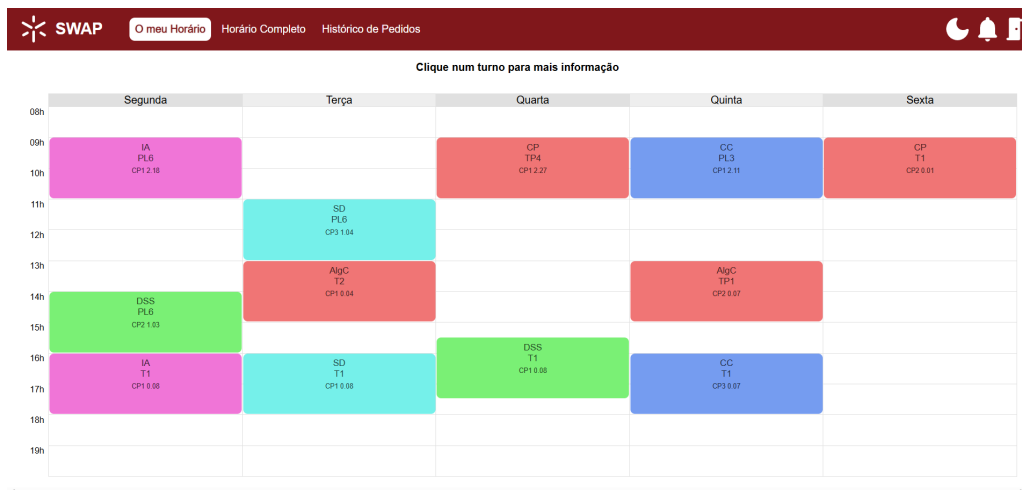 SWAP
O meu Horário
Horário Completo
Histórico de Pedidos
Clique num turno para mais informação
Segunda
Terça
Quarta
Quinta
Sexta
08h
09h
10h
11h
12h
13h
14h
15h
16h
17h
18h
19h
IA
PL6
CP1 2.18
DSS
PL6
CP2 1.03
IA
T1
CP1 0.08
SD
PL6
CP3 1.04
AlgC
T2
CP1 0.04
SD
T1
CP1 0.08
CP
TP4
CP1 2.27
DSS
T1
CP1 0.08
CC
PL3
CP1 2.11
AlgC
TP1
CP2 0.07
CC
T1
CP3 0.07
CP
T1
CP2 0.01